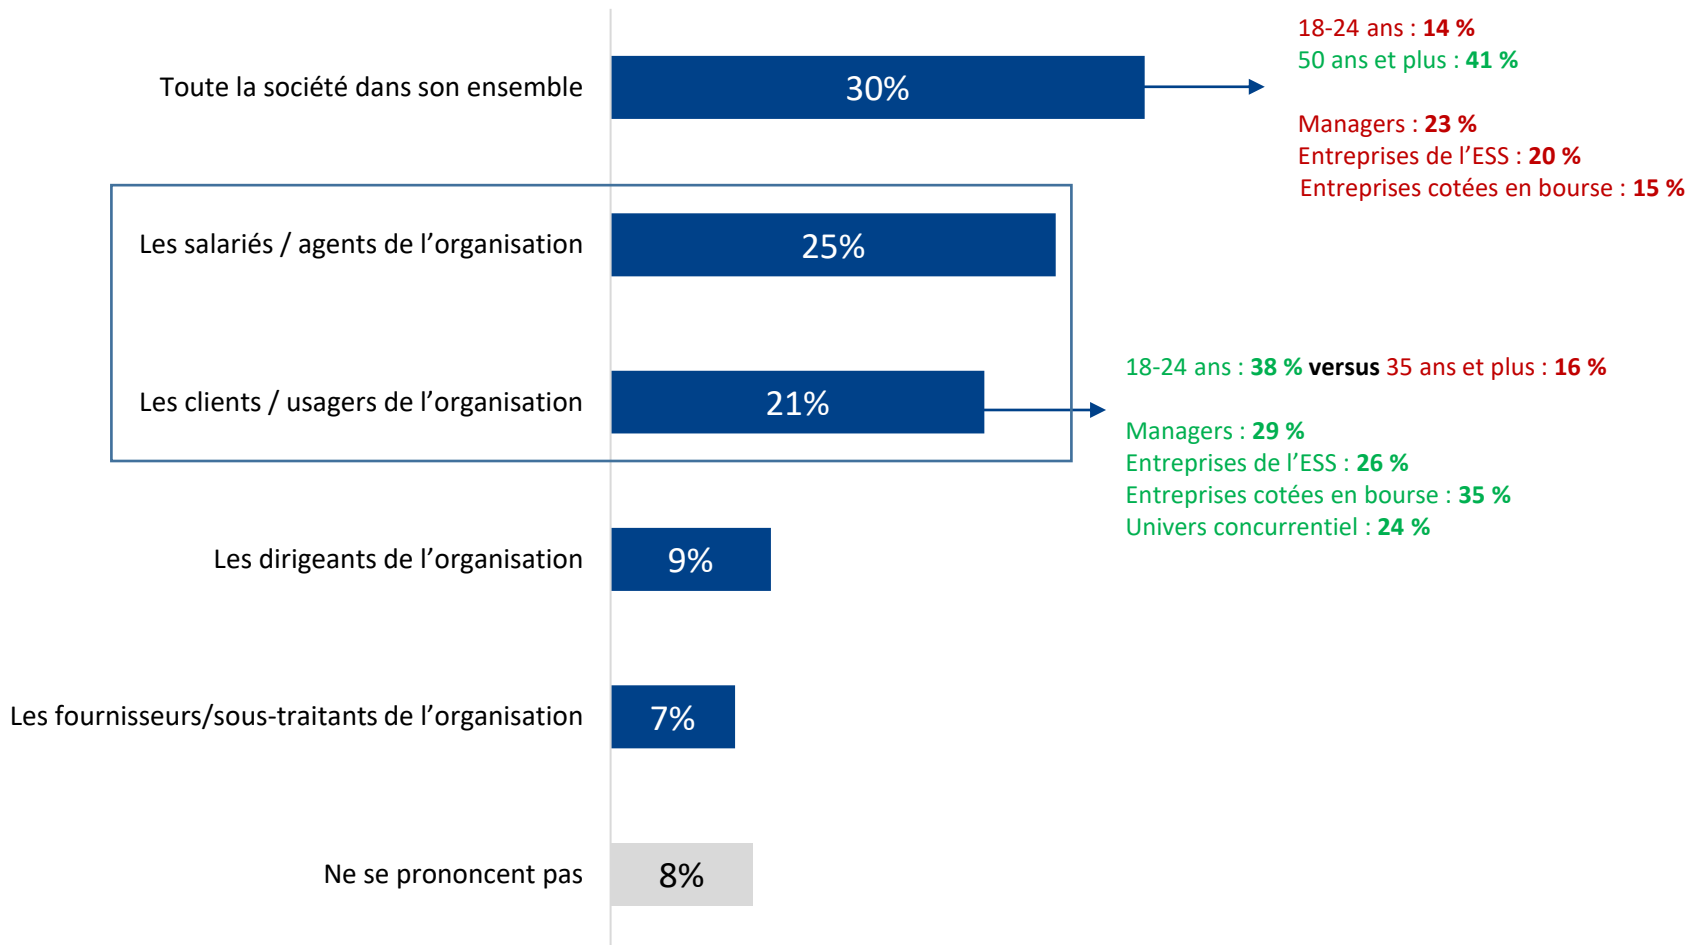 Toute la société dans son ensemble
30%
18-24 ans : 14 %
50 ans et plus : 41 %
Managers : 23 %
Entreprises de l’ESS : 20 %
Entreprises cotées en bourse : 15 %
Les salariés / agents de l’organisation
25%
Les clients / usagers de l’organisation
21%
18-24 ans : 38 % versus 35 ans et plus : 16 %
Managers : 29 %
Entreprises de l’ESS : 26 %
Entreprises cotées en bourse : 35 %
Univers concurrentiel : 24 %
Les dirigeants de l’organisation
9%
Les fournisseurs/sous-traitants de l’organisation
7%
Ne se prononcent pas
8%